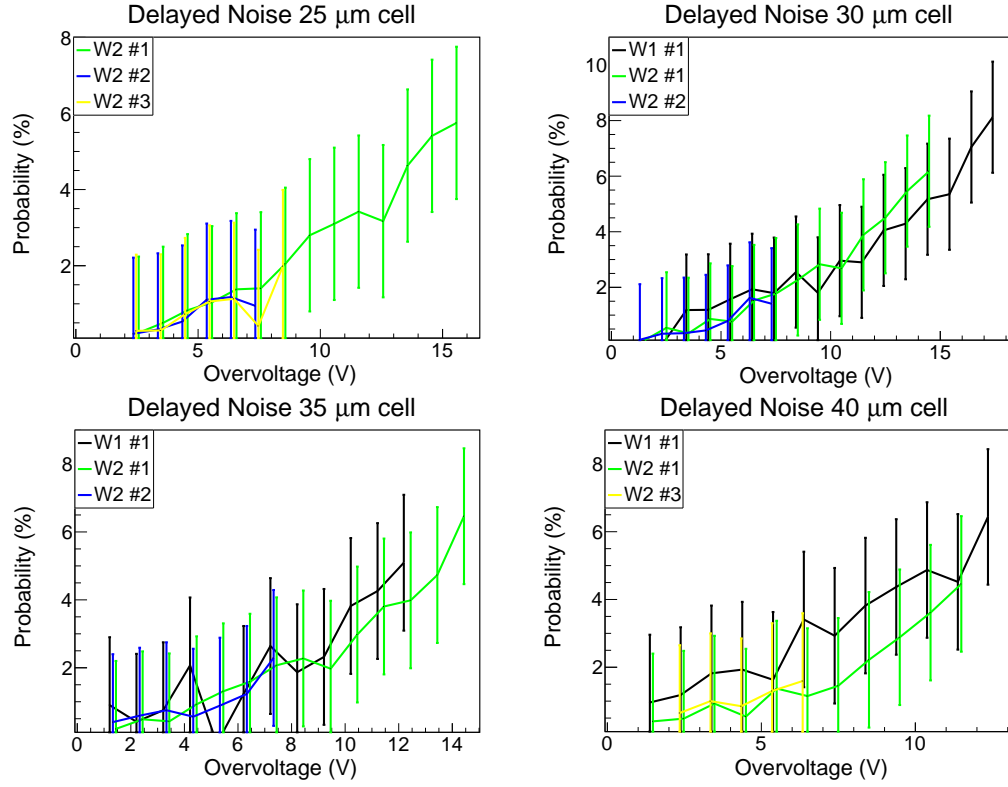 Delayed Noise 25 μm cell
Probability (%)
8
6
4
2
W2 #1
W2 #2
W2 #3
0 5 10 15
Overvoltage (V)
Delayed Noise 30 μm cell
Probability (%)
10
8
6
4
2
W1 #1
W2 #1
W2 #2
0 5 10 15
Overvoltage (V)
Delayed Noise 35 μm cell
Probability (%)
8
6
4
2
W1 #1
W2 #1
W2 #2
0 2 4 6 8 10 12 14
Overvoltage (V)
Delayed Noise 40 μm cell
Probability (%)
8
6
4
2
W1 #1
W2 #1
W2 #3
0 5 10
Overvoltage (V)